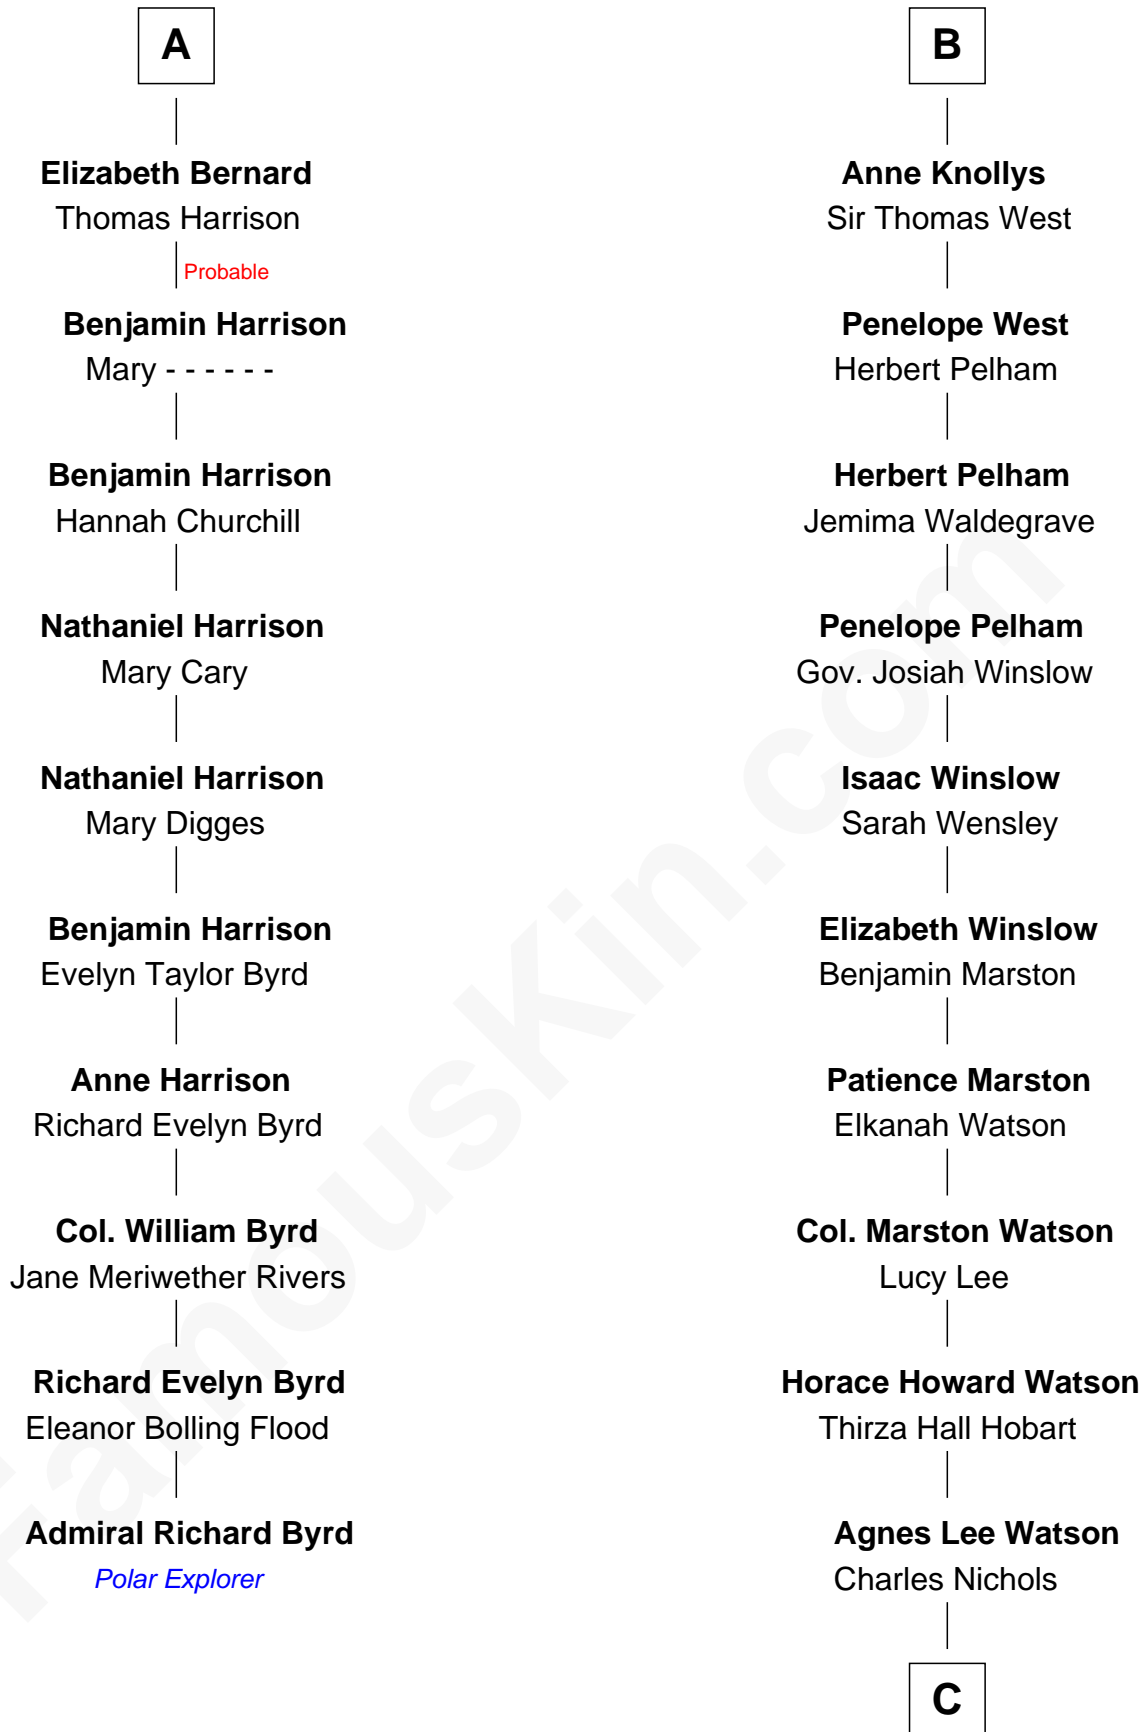 A
Elizabeth Bernard
Thomas Harrison
Probable
Benjamin Harrison
Mary - - - - - -
Benjamin Harrison
Hannah Churchill
Nathaniel Harrison
Mary Cary
Nathaniel Harrison
Mary Digges
Benjamin Harrison
Evelyn Taylor Byrd
Anne Harrison
Richard Evelyn Byrd
Col. William Byrd
Jane Meriwether Rivers
Richard Evelyn Byrd
Eleanor Bolling Flood
Admiral Richard Byrd
Polar Explorer
B
Anne Knollys
Sir Thomas West
Penelope West
Herbert Pelham
Herbert Pelham
Jemima Waldegrave
Penelope Pelham
Gov. Josiah Winslow
Isaac Winslow
Sarah Wensley
Elizabeth Winslow
Benjamin Marston
Patience Marston
Elkanah Watson
Col. Marston Watson
Lucy Lee
Horace Howard Watson
Thirza Hall Hobart
Agnes Lee Watson
Charles Nichols
C
FamousKin.com